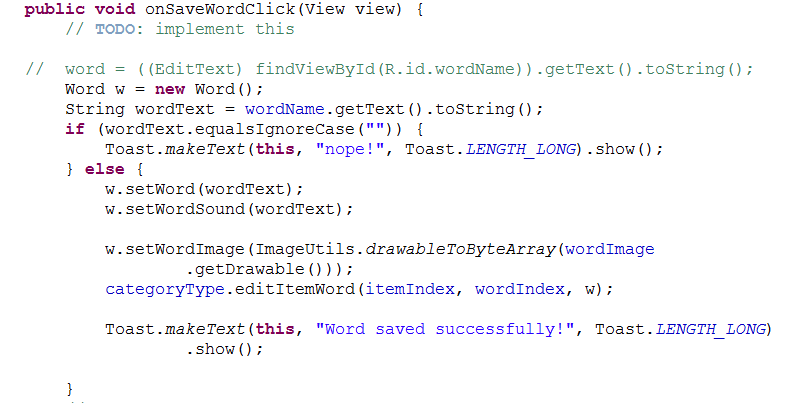 public void onSaveWordClick(View view) {
// TODO: implement this
// word = ((EditText) findViewById(R.id.wordName)).getText().toString();
Word w = new Word();
String wordText = wordName.getText().toString();
if (wordText.equalsIgnoreCase("")) {
Toast.makeText(this, "nope!", Toast.LENGTH_LONG).show();
} else {
w.setWord(wordText);
w.setWordSound(wordText);
w.setWordImage(ImageUtils.drawableToByteArray(wordImage
.getDrawable()));
categoryType.editItemWord(itemIndex, wordIndex, w);
Toast.makeText(this, "Word saved successfully!", Toast.LENGTH_LONG)
.show();
}